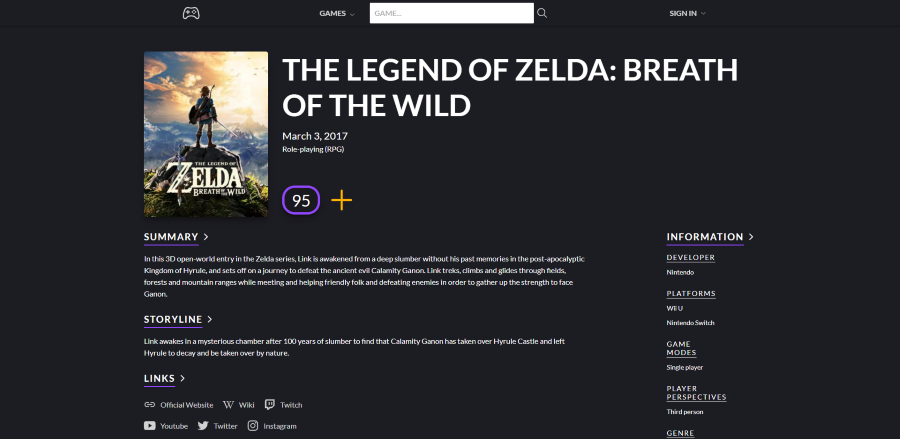 GAMES
GAME...
SIGN IN
THE LEGEND OF
ZELDA
BREATH OF THE WILD
THE LEGEND OF ZELDA: BREATH
OF THE WILD
March 3, 2017
Role-playing (RPG)
95
SUMMARY
In this 3D open-world entry in the Zelda series, Link is awakened from a deep slumber without his past memories in the post-apocalyptic
Kingdom of Hyrule, and sets off on a journey to defeat the ancient evil Calamity Ganon. Link treks, climbs and glides through fields,
forests and mountain ranges while meeting and helping friendly folk and defeating enemies in order to gather up the strength to face
Ganon.
STORYLINE
Link awakes in a mysterious chamber after 100 years of slumber to find that Calamity Ganon has taken over Hyrule Castle and left
Hyrule to decay and be taken over by nature.
LINKS
Official Website
Wiki
Twitch
Youtube
Twitter
Instagram
INFORMATION
DEVELOPER
Nintendo
PLATFORMS
WII U
Nintendo Switch
GAME
MODES
Single player
PLAYER
PERSPECTIVES
Third person
GENRE